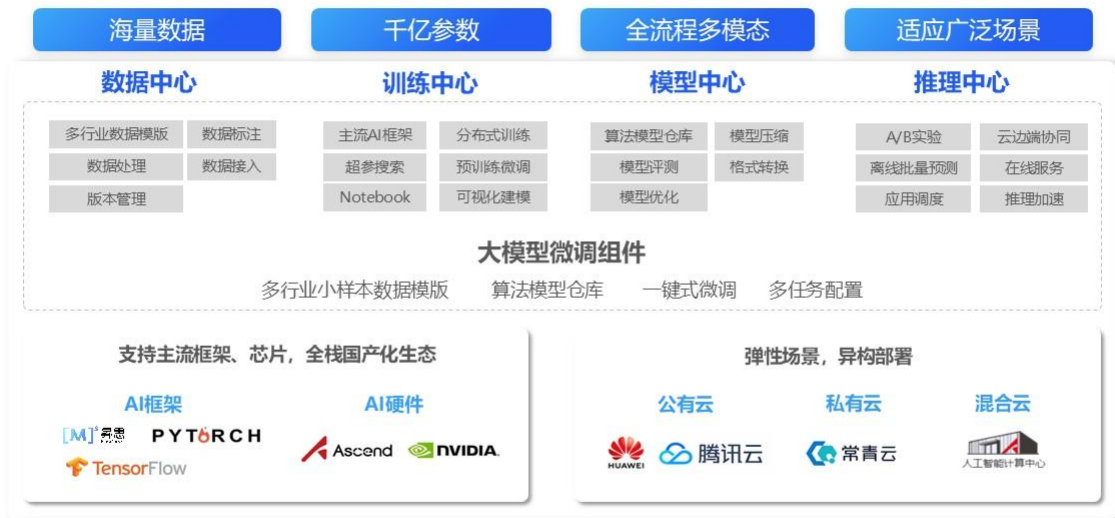 海量数据 千亿参数 全流程多模态 适应广泛场景
数据中心 训练中心 模型中心 推理中心
多行业数据模版 数据标注 主流AI框架 分布式训练 算法模型仓库 模型压缩 A/B实验 云边端协同
数据处理 数据接入 超参搜索 预训练微调 模型评测 格式转换 离线批量预测 在线服务
版本管理 Notebook 可视化建模 模型优化 应用调度 推理加速
大模型微调组件
多行业小样本数据模版 算法模型仓库 一键式微调 多任务配置
支持主流框架、芯片，全栈国产化生态 弹性场景，异构部署
AI框架 AI硬件 公有云 私有云 混合云
[M]ˢ昇思 PYTORCH Ascend NVIDIA. HUAWEI 腾讯云 常青云 人工智能计算中心
TensorFlow